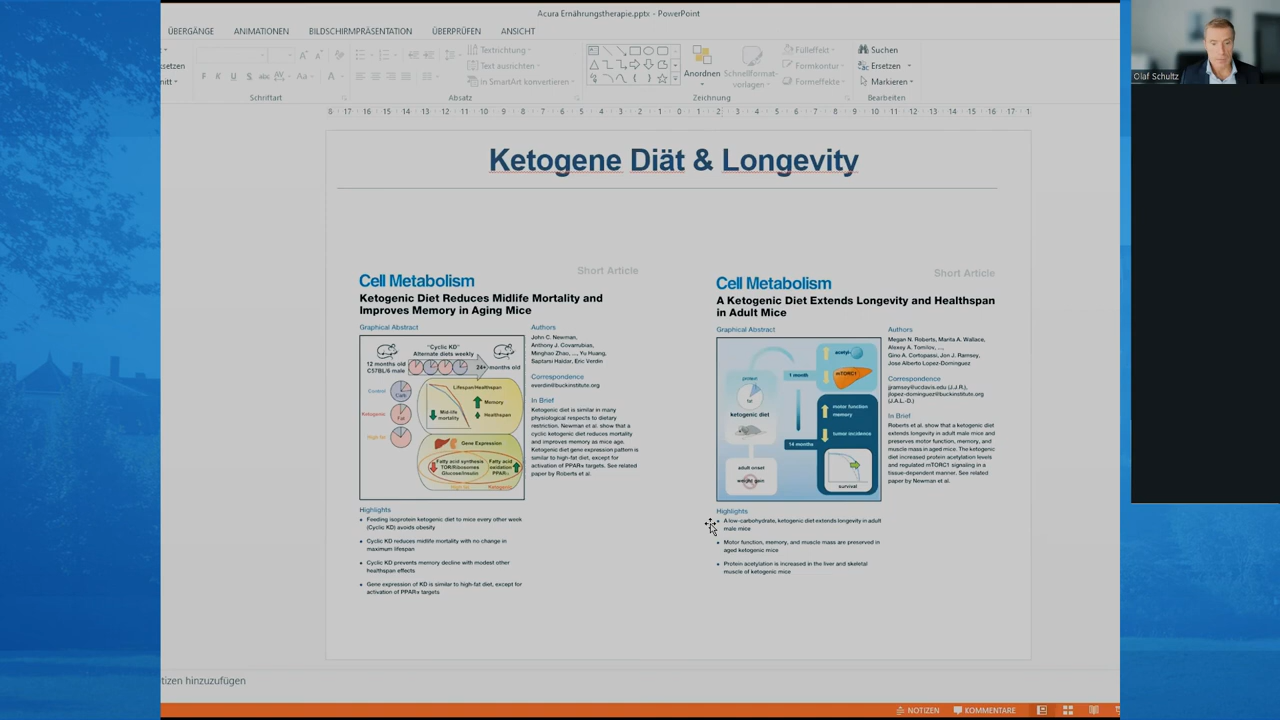 Acura Ernährungstherapie.pptx - PowerPoint
ÜBERGÄNGE ANIMATIONEN BILDSCHIRMPRÄSENTATION ÜBERPRÜFEN ANSICHT
Textrichtung
Text ausrichten
in SmartArt konvertieren
Anordnen
Schnellformat-
vorlagen
Fülleffekt
Formkontur
Formeffekte
Suchen
Ersetzen
Markieren
Schriftart Absatz Zeichnung Bearbeiten
Olaf Schultz
Ketogene Diät & Longevity
Short Article
Cell Metabolism
Ketogenic Diet Reduces Midlife Mortality and
Improves Memory in Aging Mice
Graphical Abstract
"Cyclic KD"
Alternate diets weekly
12 months old
C57BL/6 male
24+ months old
Control
Carb
Ketogenic
Fat
High fat
Lifespan/Healthspan
Mid-life
mortality
Memory
Healthspan
Gene Expression
Fatty acid synthesis
TOR/Ribosomes
Glucose/Insulin
Fatty acid
oxidation
PPARα
High fat
Ketogenic
Authors
John C. Newman,
Anthony J. Covarrubias,
Minghao Zhao, ..., Yu Huang,
Saptarsi Haldar, Eric Verdin
Correspondence
everdin@buckinstitute.org
In Brief
Ketogenic diet is similar in many
physiological respects to dietary
restriction. Newman et al. show that a
cyclic ketogenic diet reduces mortality
and improves memory as mice age.
Ketogenic diet gene expression pattern is
similar to high-fat diet, except for
activation of PPARα targets. See related
paper by Roberts et al.
Highlights
• Feeding isoprotein ketogenic diet to mice every other week
(Cyclic KD) avoids obesity
• Cyclic KD reduces midlife mortality with no change in
maximum lifespan
• Cyclic KD prevents memory decline with modest other
healthspan effects
• Gene expression of KD is similar to high-fat diet, except for
activation of PPARα targets
Short Article
Cell Metabolism
A Ketogenic Diet Extends Longevity and Healthspan
in Adult Mice
Graphical Abstract
protein
fat
ketogenic diet
1 month
14 months
acetyl-
mTORC1
motor function
memory
tumor incidence
adult onset
weight gain
survival
Authors
Megan N. Roberts, Marita A. Wallace,
Alexey A. Tomilov, ...,
Gino A. Cortopassi, Jon J. Ramsey,
José Alberto Lopez-Dominguez
Correspondence
jjramsey@ucdavis.edu (J.J.R.),
jlopez-dominguez@buckinstitute.org
(J.A.L.-D.)
In Brief
Roberts et al. show that a ketogenic diet
extends longevity in adult male mice and
preserves motor function, memory, and
muscle mass in aged mice. The ketogenic
diet increased protein acetylation levels
and regulated mTORC1 signaling in a
tissue-dependent manner. See related
paper by Newman et al.
Highlights
• A low-carbohydrate, ketogenic diet extends longevity in adult
male mice
• Motor function, memory, and muscle mass are preserved in
aged ketogenic mice
• Protein acetylation is increased in the liver and skeletal
muscle of ketogenic mice
tizen hinzuzufügen
NOTIZEN KOMMENTARE